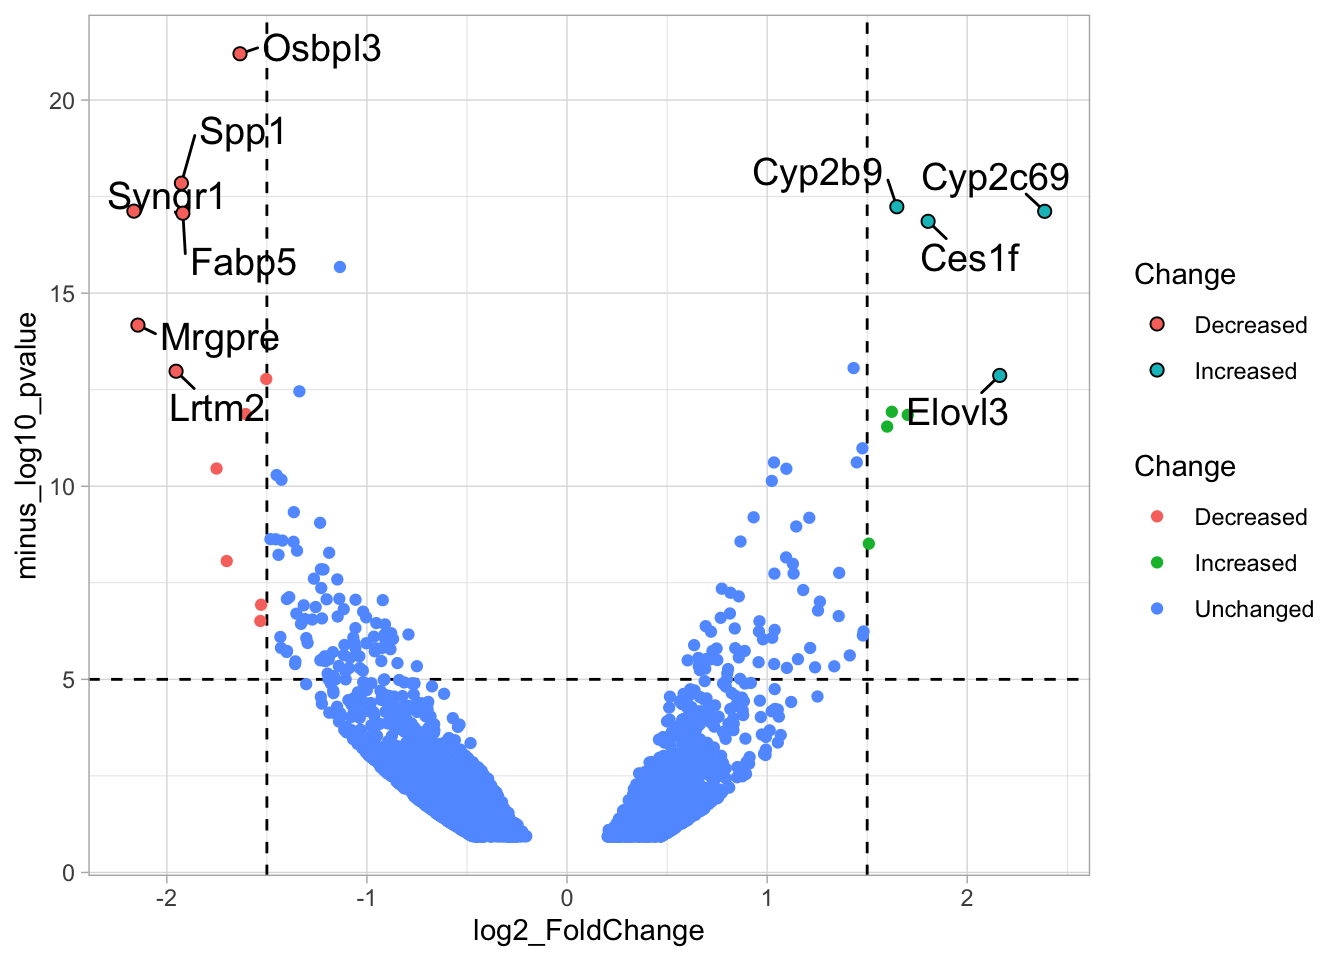 Osbpl3
Spp1
Syngr1
Fabp5
Mrgpre
Lrtm2
Cyp2b9
Cyp2c69
Ces1f
Elovl3
20
15
10
5
0
minus_log10_pvalue
-2
-1
0
1
2
log2_FoldChange
Change
Decreased
Increased
Change
Decreased
Increased
Unchanged